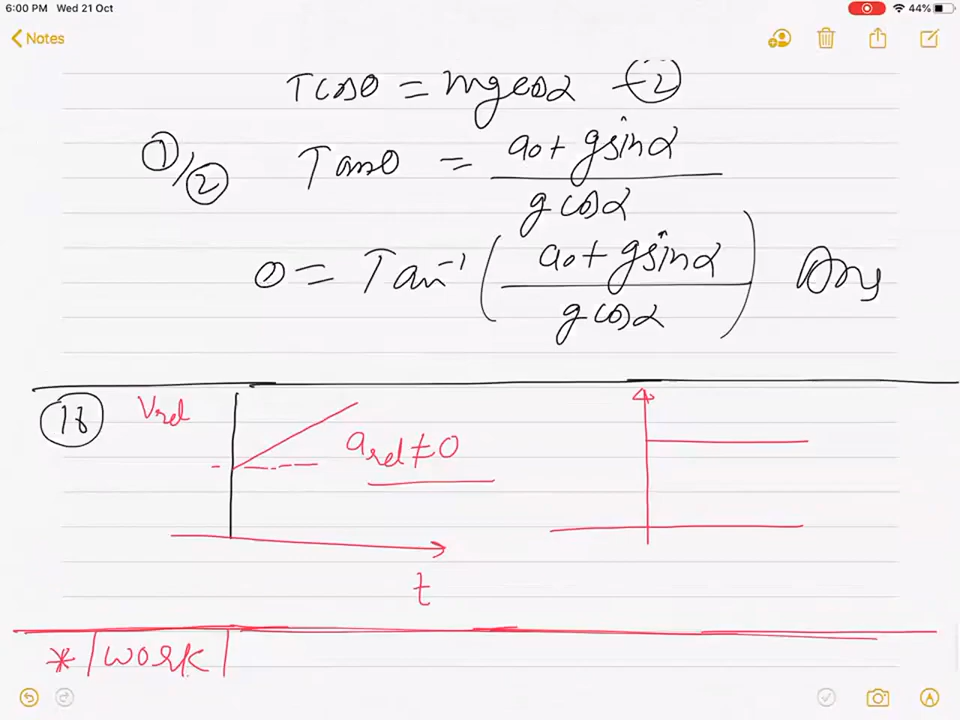 6:00 PM Wed 21 Oct 44%
Notes
Tcosθ = mgcosα —②
①/② Tanθ = a₀ + gsinα / gcosα
θ = Tan⁻¹ ( a₀ + gsinα / gcosα ) Ans
18 Vrel
arel ≠ 0
t
* |WORK|